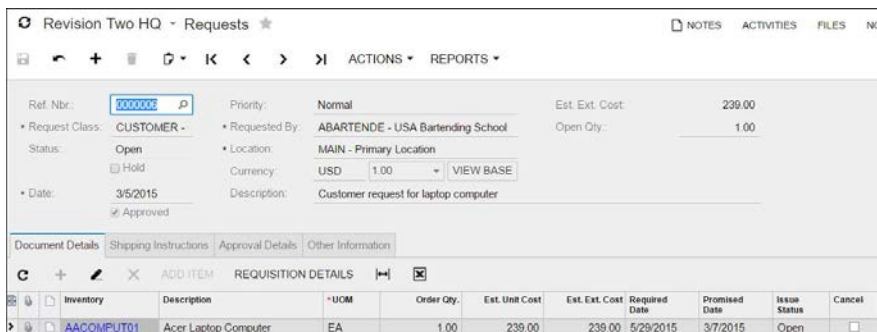 Revision Two HQ - Requests NOTES ACTIVITIES FILES
ACTIONS REPORTS
Ref. Nbr.: 0000006 Priority: Normal Est. Ext. Cost: 239.00
* Request Class: CUSTOMER - * Requested By: ABARTENDE - USA Bartending School Open Qty.: 1.00
Status: Open * Location: MAIN - Primary Location
Hold Currency: USD 1.00 VIEW BASE
* Date: 3/5/2015 Description: Customer request for laptop computer
Approved
Document Details Shipping Instructions Approval Details Other Information
ADD ITEM REQUISITION DETAILS
Inventory Description * UOM Order Qty. Est. Unit Cost Est. Ext. Cost Required Date Promised Date Issue Status Cancel
AACOMPUT01 Acer Laptop Computer EA 1.00 239.00 239.00 5/29/2015 3/7/2015 Open